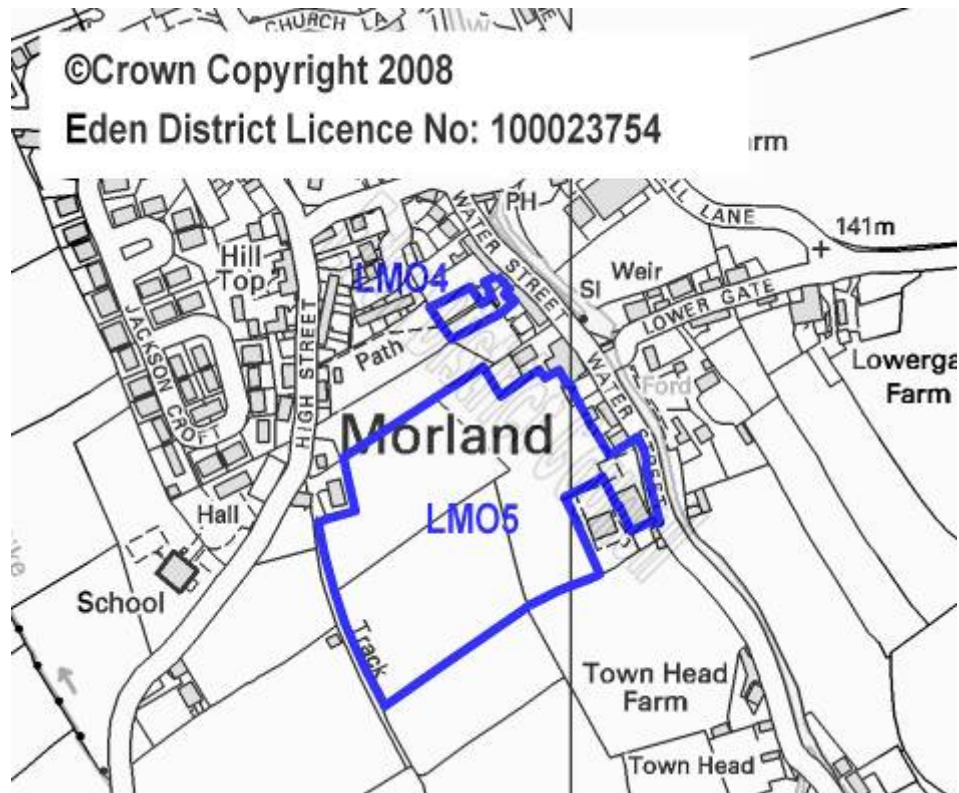 CHURCH LA
©Crown Copyright 2008
Eden District Licence No: 100023754
rm
PH
WATER STREET
LL LANE
141m
Hill
Top
LMO4
Weir
SI
LOWER GATE
JACKSON CROFT
HIGH STREET
Path
WATER STREET
Ford
Lowerga
Farm
Morland
LMO5
Hall
School
Track
Town Head
Farm
Town Head